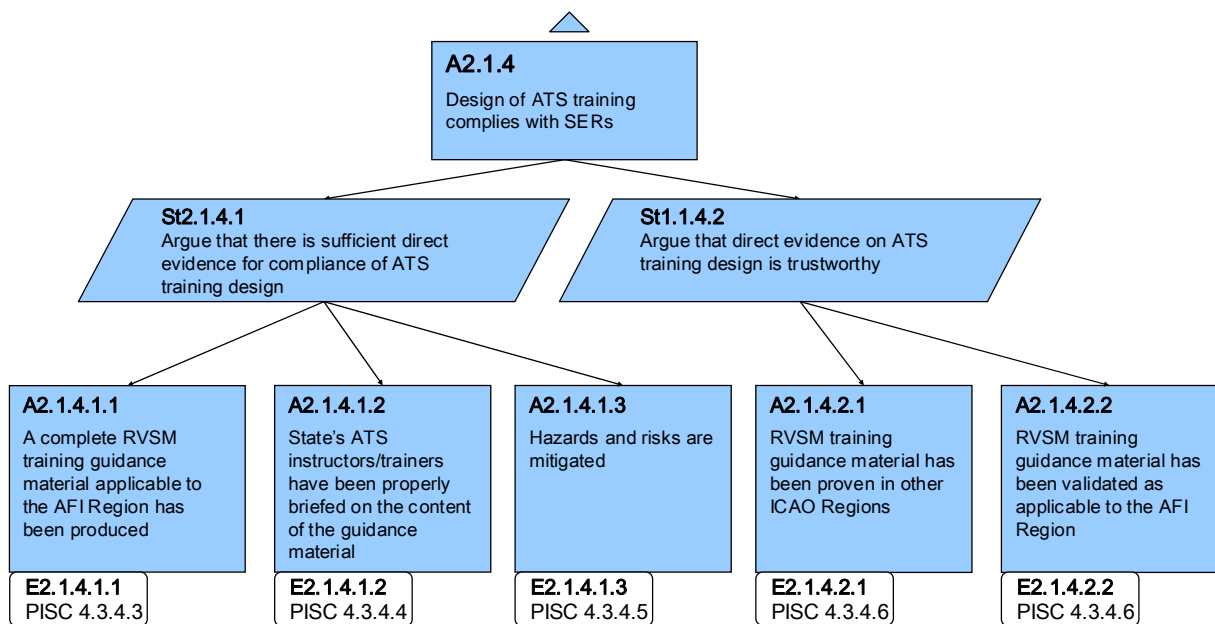 A2.1.4
Design of ATS training
complies with SERs
St2.1.4.1
Argue that there is sufficient direct
evidence for compliance of ATS
training design
St1.1.4.2
Argue that direct evidence on ATS
training design is trustworthy
A2.1.4.1.1
A complete RVSM
training guidance
material applicable to
the AFI Region has
been produced
E2.1.4.1.1
PISC 4.3.4.3
A2.1.4.1.2
State's ATS
instructors/trainers
have been properly
briefed on the content
of the guidance
material
E2.1.4.1.2
PISC 4.3.4.4
A2.1.4.1.3
Hazards and risks are
mitigated
E2.1.4.1.3
PISC 4.3.4.5
A2.1.4.2.1
RVSM training
guidance material has
been proven in other
ICAO Regions
E2.1.4.2.1
PISC 4.3.4.6
A2.1.4.2.2
RVSM training
guidance material has
been validated as
applicable to the AFI
Region
E2.1.4.2.2
PISC 4.3.4.6